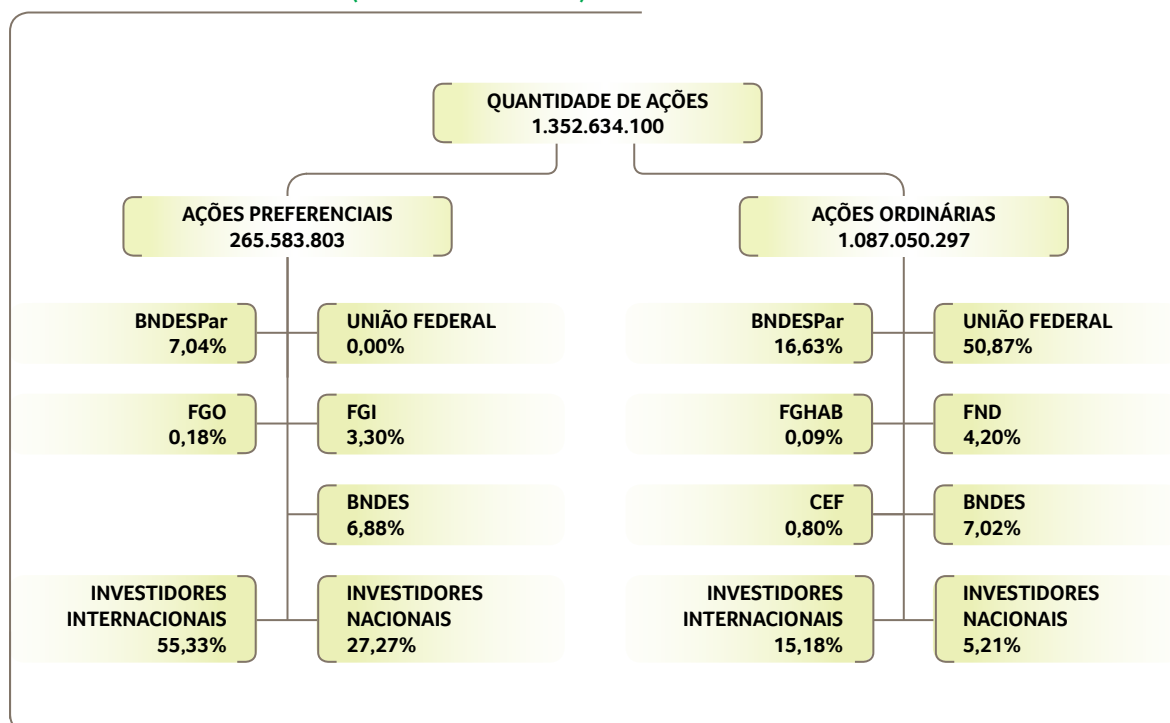 QUANTIDADE DE AÇÕES
1.352.634.100
AÇÕES PREFERENCIAIS
265.583.803
BNDESPar
7,04%
UNIÃO FEDERAL
0,00%
FGO
0,18%
FGI
3,30%
BNDES
6,88%
INVESTIDORES
INTERNACIONAIS
55,33%
INVESTIDORES
NACIONAIS
27,27%
AÇÕES ORDINÁRIAS
1.087.050.297
BNDESPar
16,63%
UNIÃO FEDERAL
50,87%
FGHAB
0,09%
FND
4,20%
CEF
0,80%
BNDES
7,02%
INVESTIDORES
INTERNACIONAIS
15,18%
INVESTIDORES
NACIONAIS
5,21%